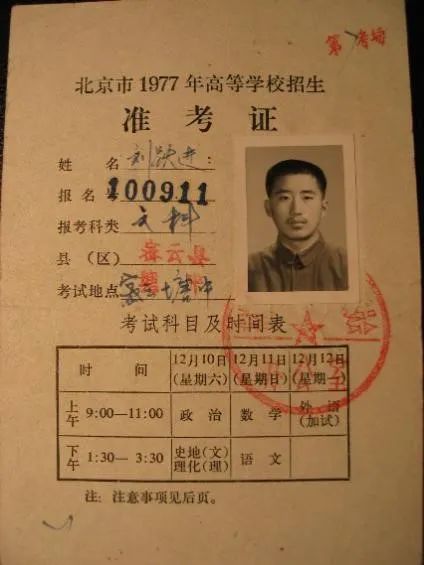 第 考场
北京市1977年高等学校招生
准考证
姓名 刘跃进:
报名号 100911
报考科类 文科
县(区) 密云县
考试地点 密云塘中
考试科目及时间表
时间 12月10日(星期六) 12月11日(星期日) 12月12日(星期一)
上午 9:00—11:00 政治 数学 外语(加试)
下午 1:30—3:30 史地(文)理化(理) 语文
注:注意事项见后页。